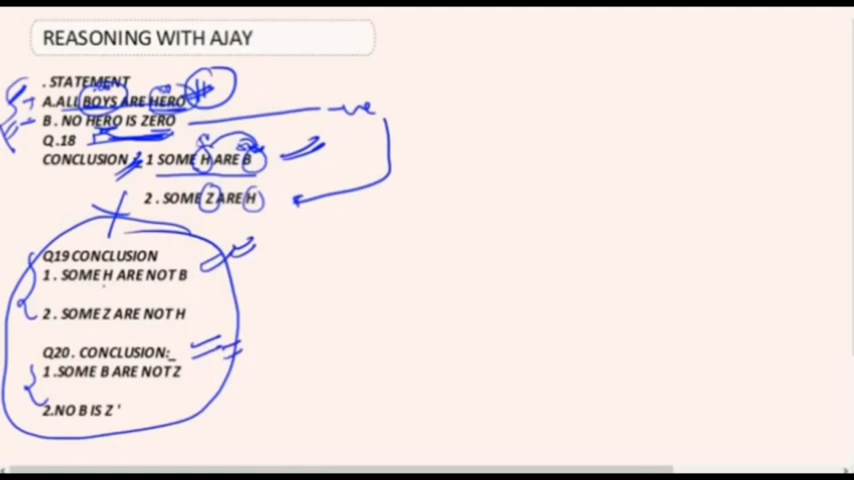 REASONING WITH AJAY
. STATEMENT
A.ALL BOYS ARE HERO
B . NO HERO IS ZERO
-ve
Q.18
CONCLUSION 1 SOME H ARE B
2 . SOME Z ARE H
Q19 CONCLUSION
1 . SOME H ARE NOT B
2 . SOME Z ARE NOT H
Q20 . CONCLUSION:_
1 .SOME B ARE NOT Z
2.NO B IS Z '